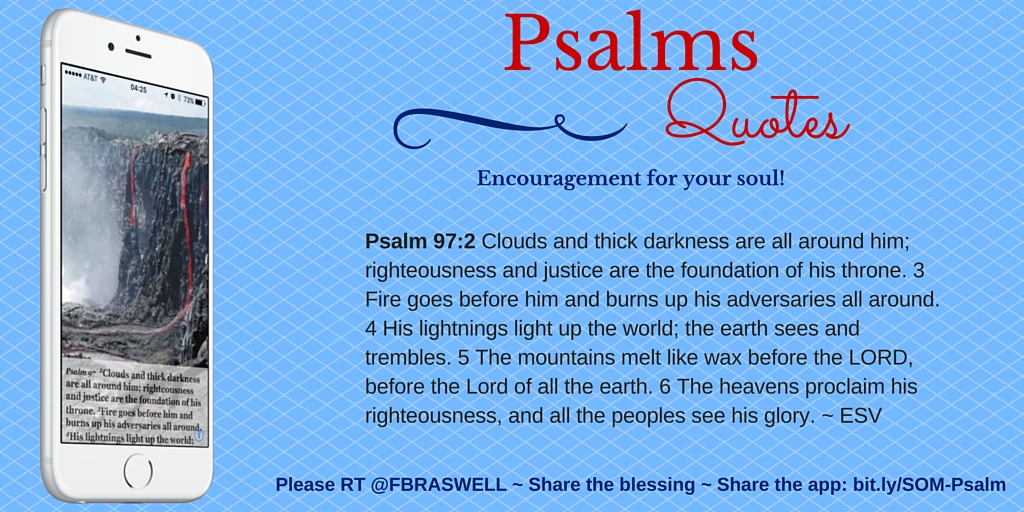 AT&T
04:25
73%
Psalm 97 ²Clouds and thick darkness
are all around him; righteousness
and justice are the foundation of his
throne. ³Fire goes before him and
burns up his adversaries all around.
⁴His lightnings light up the world;
Psalms
Quotes
Encouragement for your soul!
Psalm 97:2 Clouds and thick darkness are all around him;
righteousness and justice are the foundation of his throne. 3
Fire goes before him and burns up his adversaries all around.
4 His lightnings light up the world; the earth sees and
trembles. 5 The mountains melt like wax before the LORD,
before the Lord of all the earth. 6 The heavens proclaim his
righteousness, and all the peoples see his glory. ~ ESV
Please RT @FBRASWELL ~ Share the blessing ~ Share the app: bit.ly/SOM-Psalm